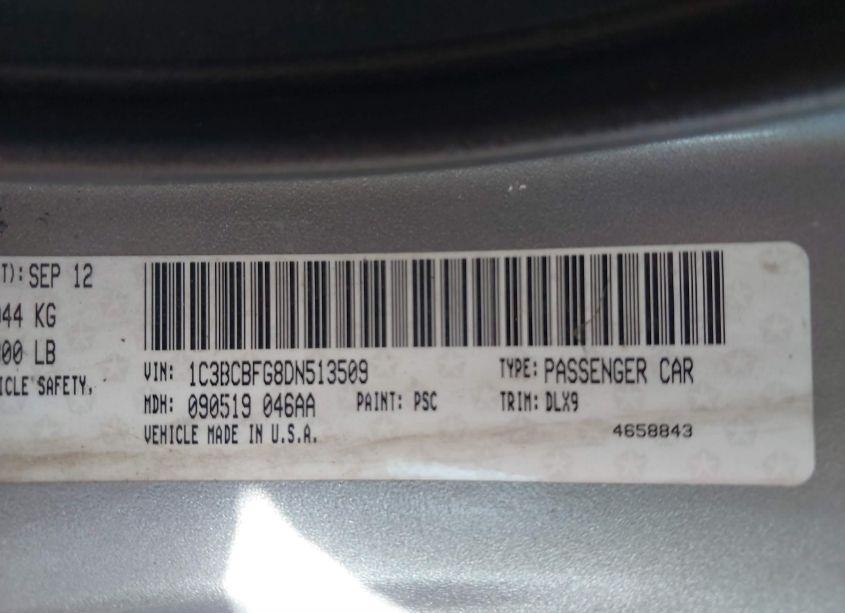 T): SEP 12
44 KG
00 LB
ICLE SAFETY,
VIN: 1C3BCBFG8DN513509 TYPE: PASSENGER CAR
MDH: 090519 046AA PAINT: PSC TRIM: DLX9
VEHICLE MADE IN U.S.A. 4658843